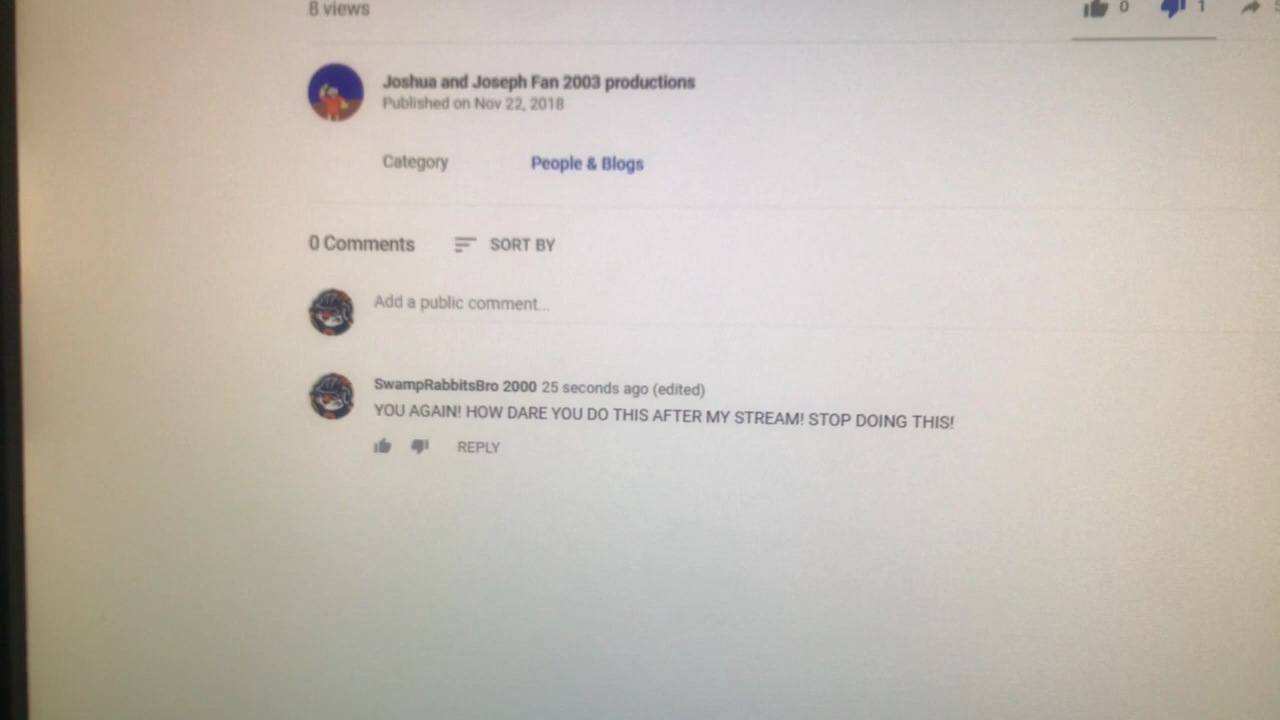 8 views
0
1
Joshua and Joseph Fan 2003 productions
Published on Nov 22, 2018
Category
People & Blogs
0 Comments
SORT BY
Add a public comment...
SwampRabbitsBro 2000 25 seconds ago (edited)
YOU AGAIN! HOW DARE YOU DO THIS AFTER MY STREAM! STOP DOING THIS!
REPLY